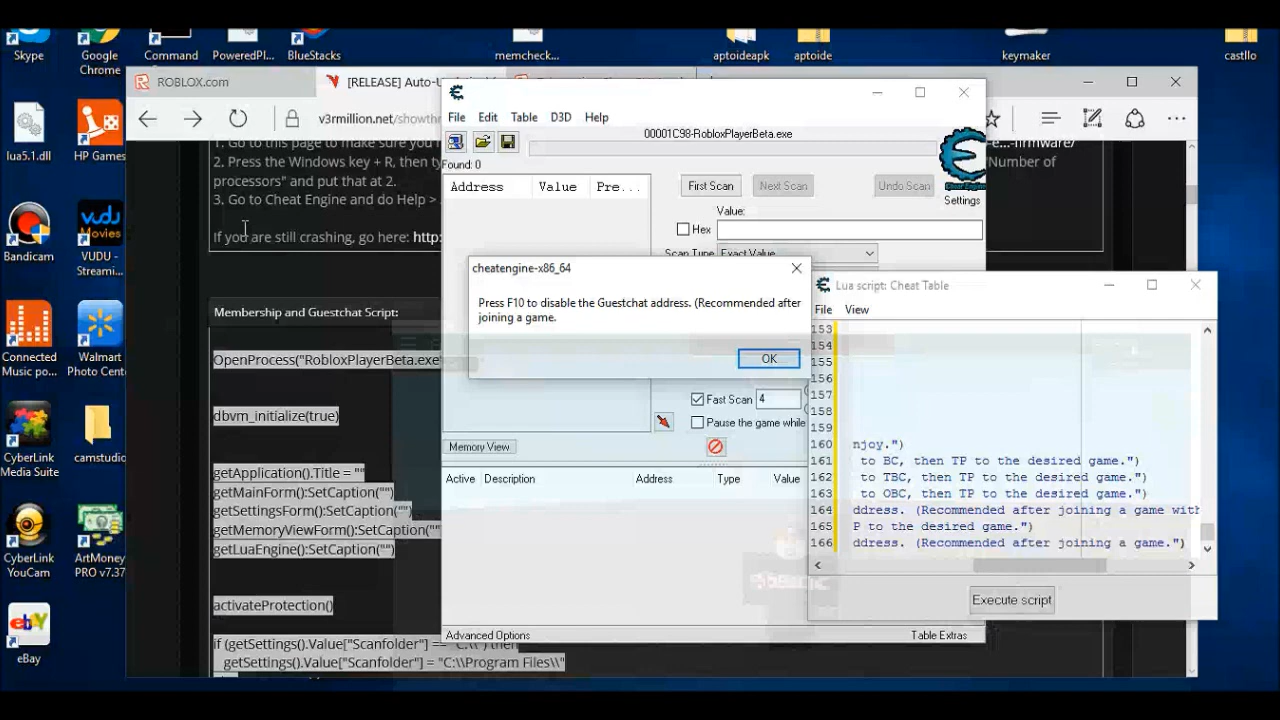 Skype
Google
Chrome
Command
PoweredPl...
BlueStacks
memcheck...
aptoideapk
aptoide
keymaker
castllo
lua5.1.dll
HP Games
Bandicam
VUDU -
Streami...
Connected
Music po...
Walmart
Photo Cent
CyberLink
Media Suite
camstudio
CyberLink
YouCam
ArtMoney
PRO v7.37
eBay
ROBLOX.com
[RELEASE] Auto-U
v3rmillion.net/showthr
1. Go to this page to make sure you
-e...-firmware/
2. Press the Windows key + R, then ty
/Number of
processors" and put that at 2.
3. Go to Cheat Engine and do Help >
If you are still crashing, go here: http:
Membership and Guestchat Script:
OpenProcess("RobloxPlayerBeta.exe"
dbvm_initialize(true)
getApplication().Title = ""
getMainForm():SetCaption("")
getSettingsForm():SetCaption("")
getMemoryViewForm():SetCaption(""
getLuaEngine():SetCaption("")
activateProtection()
if (getSettings().Value["Scanfolder"] == "C:\\") then
getSettings().Value["Scanfolder"] = "C:\\Program Files\\"
File Edit Table D3D Help
00001C98-RobloxPlayerBeta.exe
Found: 0
Address Value Pre...
First Scan Next Scan Undo Scan
Cheat Engine
Settings
Value:
Hex
Scan Type Exact Value
Fast Scan 4
Pause the game while
Memory View
Active Description Address Type Value
Advanced Options Table Extras
cheatengine-x86_64
Press F10 to disable the Guestchat address. (Recommended after
joining a game.
OK
Lua script: Cheat Table
File View
153
154
155
156
157
158
159
160 njoy.")
161 to BC, then TP to the desired game.")
162 to TBC, then TP to the desired game.")
163 to OBC, then TP to the desired game.")
164 ddress. (Recommended after joining a game with
165 P to the desired game.")
166 ddress. (Recommended after joining a game.")
Execute script